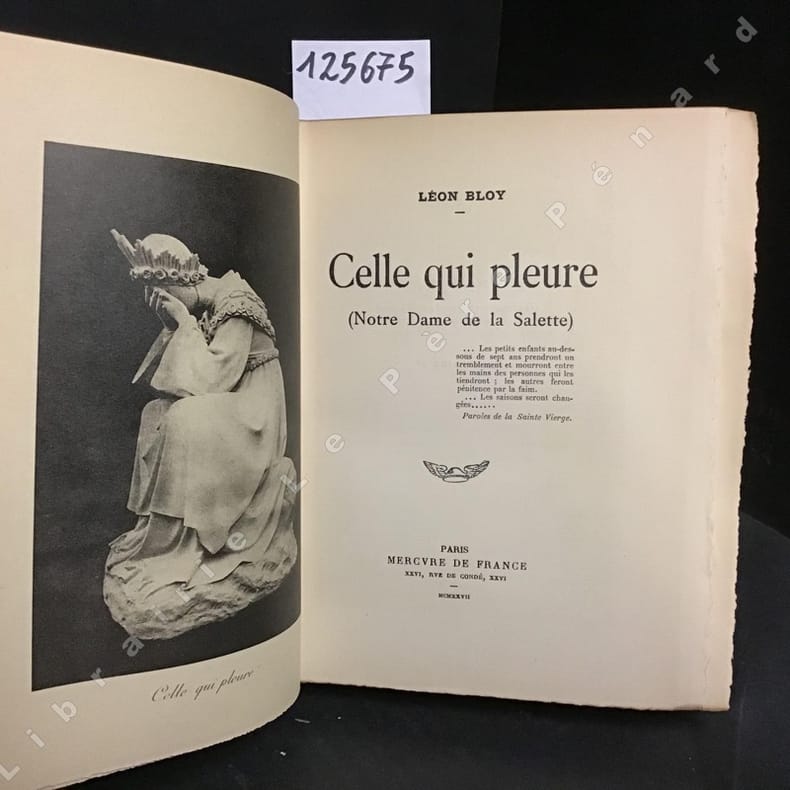 125675
LÉON BLOY
Celle qui pleure
(Notre Dame de la Salette)
... Les petits enfants au-des-
sous de sept ans prendront un
tremblement et mourront entre
les mains des personnes qui les
tiendront ; les autres feront
pénitence par la faim.
... Les saisons seront chan-
gées......
Paroles de la Sainte Vierge.
PARIS
MERCVRE DE FRANCE
XXVI, RVE DE CONDÉ, XXVI
MCMXXVII
Celle qui pleure
Librairie Le Père Pénard